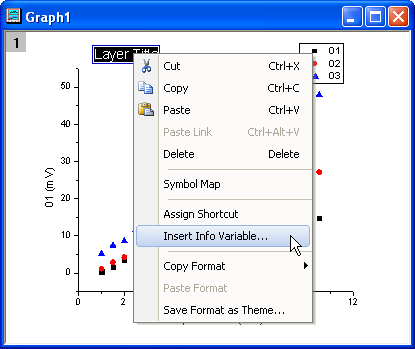 Graph1
1
Layer Title
01
02
03
Cut Ctrl+X
Copy Ctrl+C
Paste Ctrl+V
Paste Link Ctrl+Alt+V
Delete Delete
Symbol Map
Assign Shortcut
Insert Info Variable...
Copy Format
Paste Format
Save Format as Theme...
01 (mV)
50
40
30
20
10
0
0 2 12